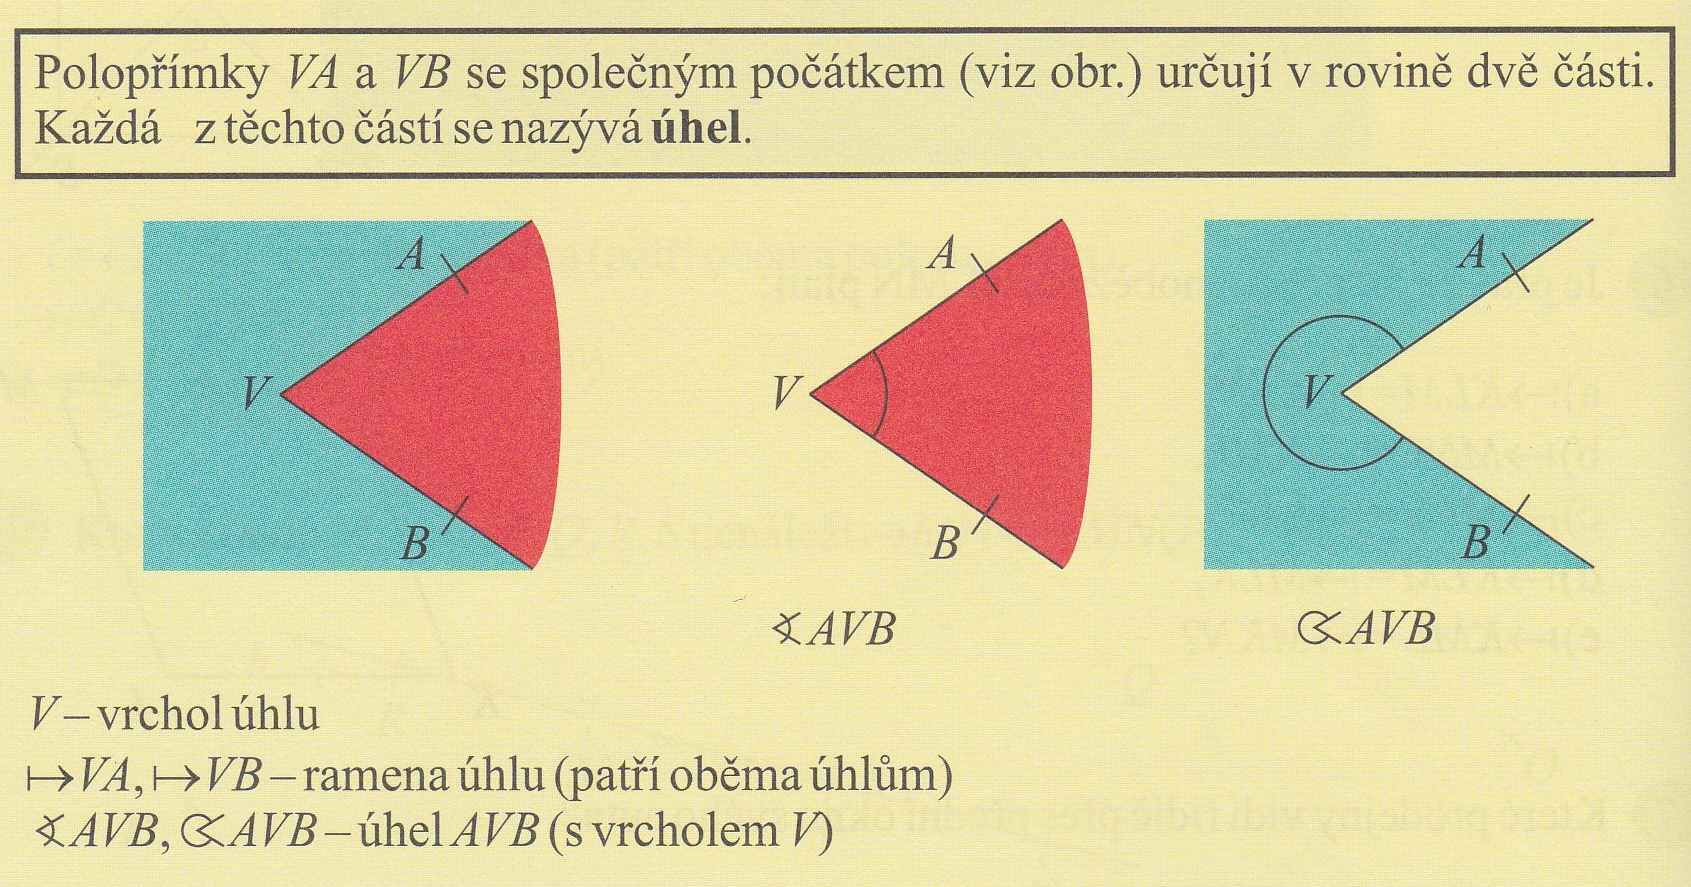 Polopřímky VA a VB se společným počátkem (viz obr.) určují v rovině dvě části.
Každá z těchto částí se nazývá úhel.
A
V
B
A
V
B
A
V
B
∢AVB
⋲AVB
V – vrchol úhlu
↦VA, ↦VB – ramena úhlu (patří oběma úhlům)
∢AVB, ⋲AVB – úhel AVB (s vrcholem V)